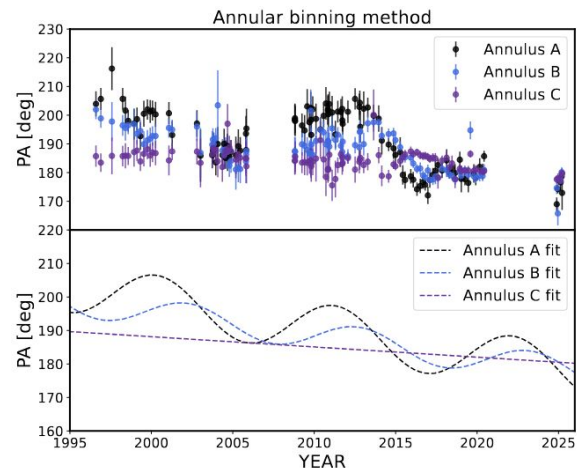 Annular binning method
230
220
210
200
190
180
170
220
PA [deg]
Annulus A
Annulus B
Annulus C
210
200
190
180
170
160
PA [deg]
Annulus A fit
Annulus B fit
Annulus C fit
1995 2000 2005 2010 2015 2020 2025
YEAR